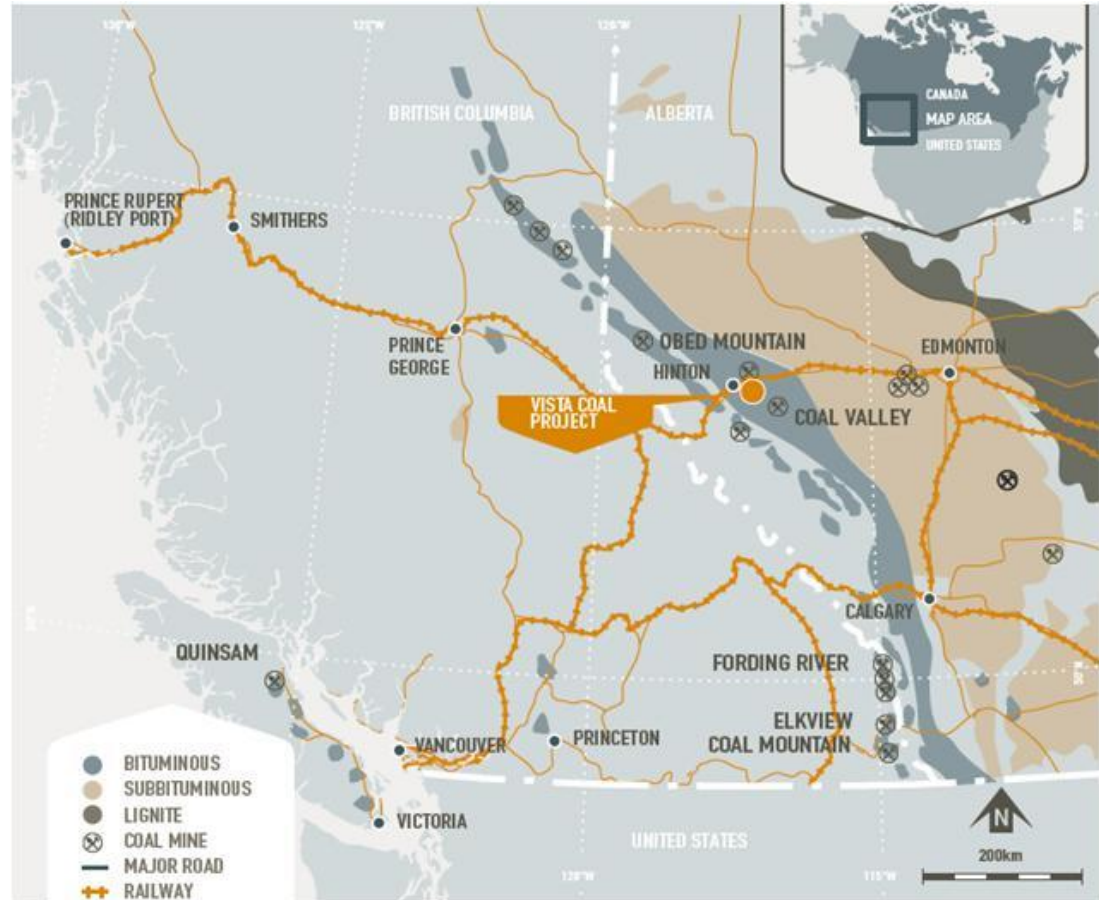 130°W
120°W
BRITISH COLUMBIA
ALBERTA
CANADA
MAP AREA
UNITED STATES
PRINCE RUPERT
(RIDLEY PORT)
SMITHERS
PRINCE
GEORGE
OBED MOUNTAIN
HINTON
EDMONTON
VISTA COAL
PROJECT
COAL VALLEY
CALGARY
QUINSAM
FORDING RIVER
ELKVIEW
COAL MOUNTAIN
VANCOUVER
PRINCETON
VICTORIA
UNITED STATES
BITUMINOUS
SUBBITUMINOUS
LIGNITE
COAL MINE
MAJOR ROAD
RAILWAY
N
200km
120°W
115°W